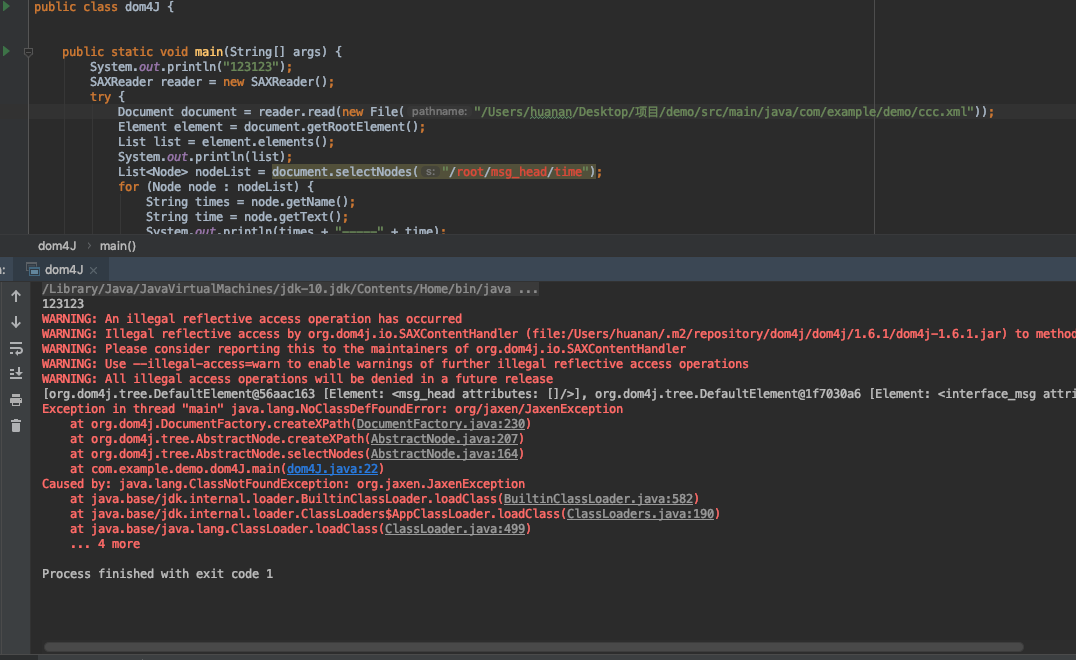 public class dom4J {
public static void main(String[] args) {
System.out.println("123123");
SAXReader reader = new SAXReader();
try {
Document document = reader.read(new File( pathname: "/Users/huanan/Desktop/项目/demo/src/main/java/com/example/demo/ccc.xml"));
Element element = document.getRootElement();
List list = element.elements();
System.out.println(list);
List<Node> nodeList = document.selectNodes( s: "/root/msg_head/time");
for (Node node : nodeList) {
String times = node.getName();
String time = node.getText();
System.out.println(times + "—————" + time);
dom4J › main()
: dom4J ×
/Library/Java/JavaVirtualMachines/jdk-10.jdk/Contents/Home/bin/java ...
123123
WARNING: An illegal reflective access operation has occurred
WARNING: Illegal reflective access by org.dom4j.io.SAXContentHandler (file:/Users/huanan/.m2/repository/dom4j/dom4j/1.6.1/dom4j-1.6.1.jar) to method
WARNING: Please consider reporting this to the maintainers of org.dom4j.io.SAXContentHandler
WARNING: Use --illegal-access=warn to enable warnings of further illegal reflective access operations
WARNING: All illegal access operations will be denied in a future release
[org.dom4j.tree.DefaultElement@56aac163 [Element: <msg_head attributes: []/>], org.dom4j.tree.DefaultElement@1f7030a6 [Element: <interface_msg attri
Exception in thread "main" java.lang.NoClassDefFoundError: org/jaxen/JaxenException
at org.dom4j.DocumentFactory.createXPath(DocumentFactory.java:230)
at org.dom4j.tree.AbstractNode.createXPath(AbstractNode.java:207)
at org.dom4j.tree.AbstractNode.selectNodes(AbstractNode.java:164)
at com.example.demo.dom4J.main(dom4J.java:22)
Caused by: java.lang.ClassNotFoundException: org.jaxen.JaxenException
at java.base/jdk.internal.loader.BuiltinClassLoader.loadClass(BuiltinClassLoader.java:582)
at java.base/jdk.internal.loader.ClassLoaders$AppClassLoader.loadClass(ClassLoaders.java:190)
at java.base/java.lang.ClassLoader.loadClass(ClassLoader.java:499)
... 4 more
Process finished with exit code 1